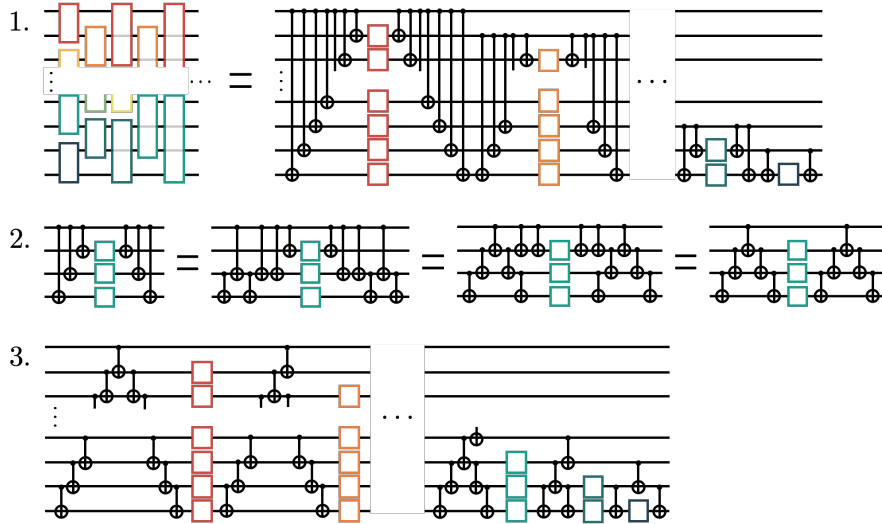 1.
⋮ ⋯ = ⋮ ⋯
2.
= = =
3.
⋮ ⋯